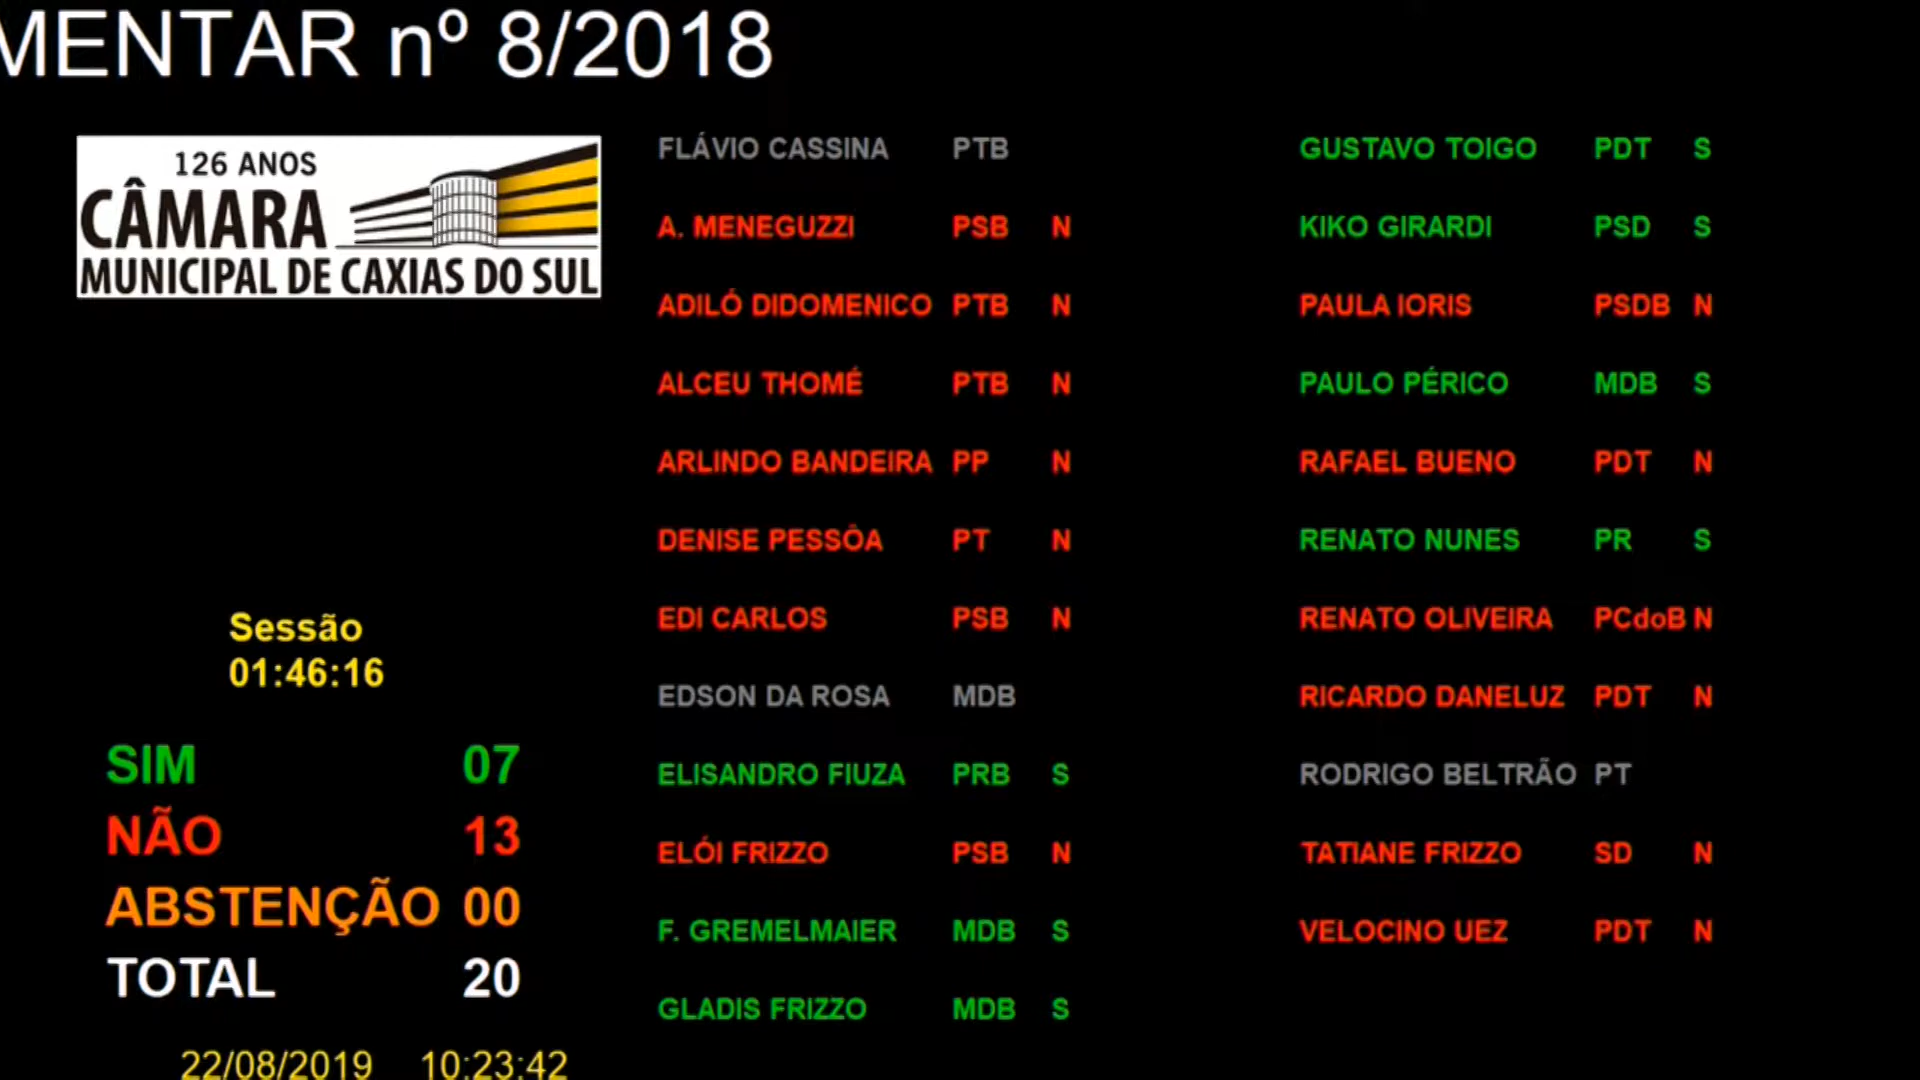 MENTAR nº 8/2018
126 ANOS
CÂMARA
MUNICIPAL DE CAXIAS DO SUL
Sessão
01:46:16
SIM 07
NÃO 13
ABSTENÇÃO 00
TOTAL 20
22/08/2019 10:23:42
FLÁVIO CASSINA PTB
A. MENEGUZZI PSB N
ADILÓ DIDOMENICO PTB N
ALCEU THOMÉ PTB N
ARLINDO BANDEIRA PP N
DENISE PESSÔA PT N
EDI CARLOS PSB N
EDSON DA ROSA MDB
ELISANDRO FIUZA PRB S
ELÓI FRIZZO PSB N
F. GREMELMAIER MDB S
GLADIS FRIZZO MDB S
GUSTAVO TOIGO PDT S
KIKO GIRARDI PSD S
PAULA IORIS PSDB N
PAULO PÉRICO MDB S
RAFAEL BUENO PDT N
RENATO NUNES PR S
RENATO OLIVEIRA PCdoB N
RICARDO DANELUZ PDT N
RODRIGO BELTRÃO PT
TATIANE FRIZZO SD N
VELOCINO UEZ PDT N